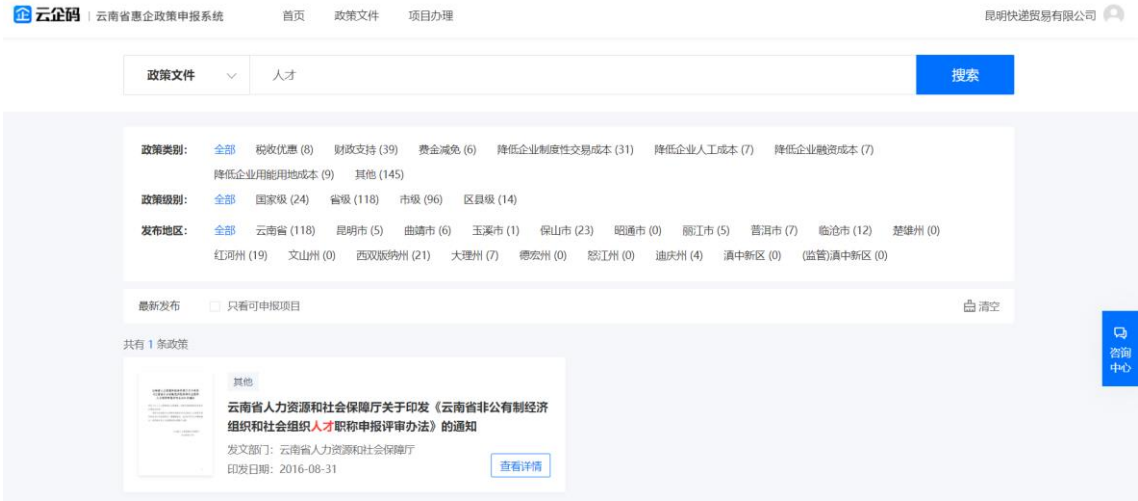 企 云企码 | 云南省惠企政策申报系统 首页 政策文件 项目办理 昆明快递贸易有限公司
政策文件 人才 搜索
政策类别： 全部 税收优惠 (8) 财政支持 (39) 费金减免 (6) 降低企业制度性交易成本 (31) 降低企业人工成本 (7) 降低企业融资成本 (7)
降低企业用能用地成本 (9) 其他 (145)
政策级别： 全部 国家级 (24) 省级 (118) 市级 (96) 区县级 (14)
发布地区： 全部 云南省 (118) 昆明市 (5) 曲靖市 (6) 玉溪市 (1) 保山市 (23) 昭通市 (0) 丽江市 (5) 普洱市 (7) 临沧市 (12) 楚雄州 (0)
红河州 (19) 文山州 (0) 西双版纳州 (21) 大理州 (7) 德宏州 (0) 怒江州 (0) 迪庆州 (4) 滇中新区 (0) (监管)滇中新区 (0)
最新发布 只看可申报项目 清空
咨询
中心
共有 1 条政策
其他
云南省人力资源和社会保障厅关于印发《云南省非公有制经济
组织和社会组织人才职称申报评审办法》的通知
发文部门：云南省人力资源和社会保障厅
印发日期：2016-08-31 查看详情